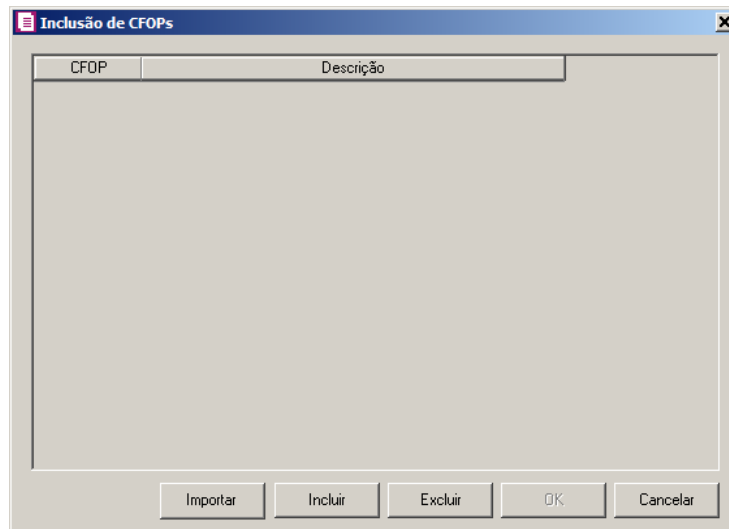 Inclusão de CFOPs
CFOP Descrição
Importar Incluir Excluir OK Cancelar